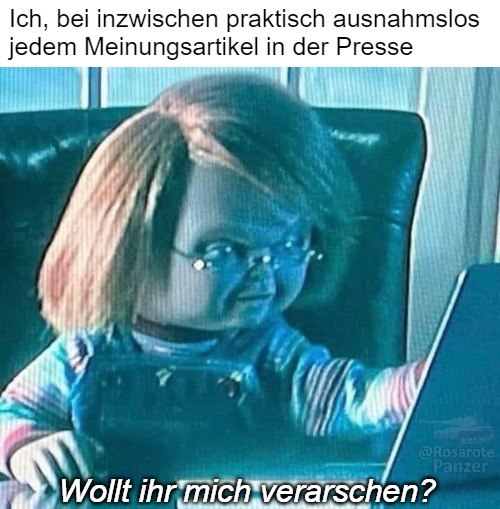 Ich, bei inzwischen praktisch ausnahmslos
jedem Meinungsartikel in der Presse
@Rosarote
Panzer
Wollt ihr mich verarschen?